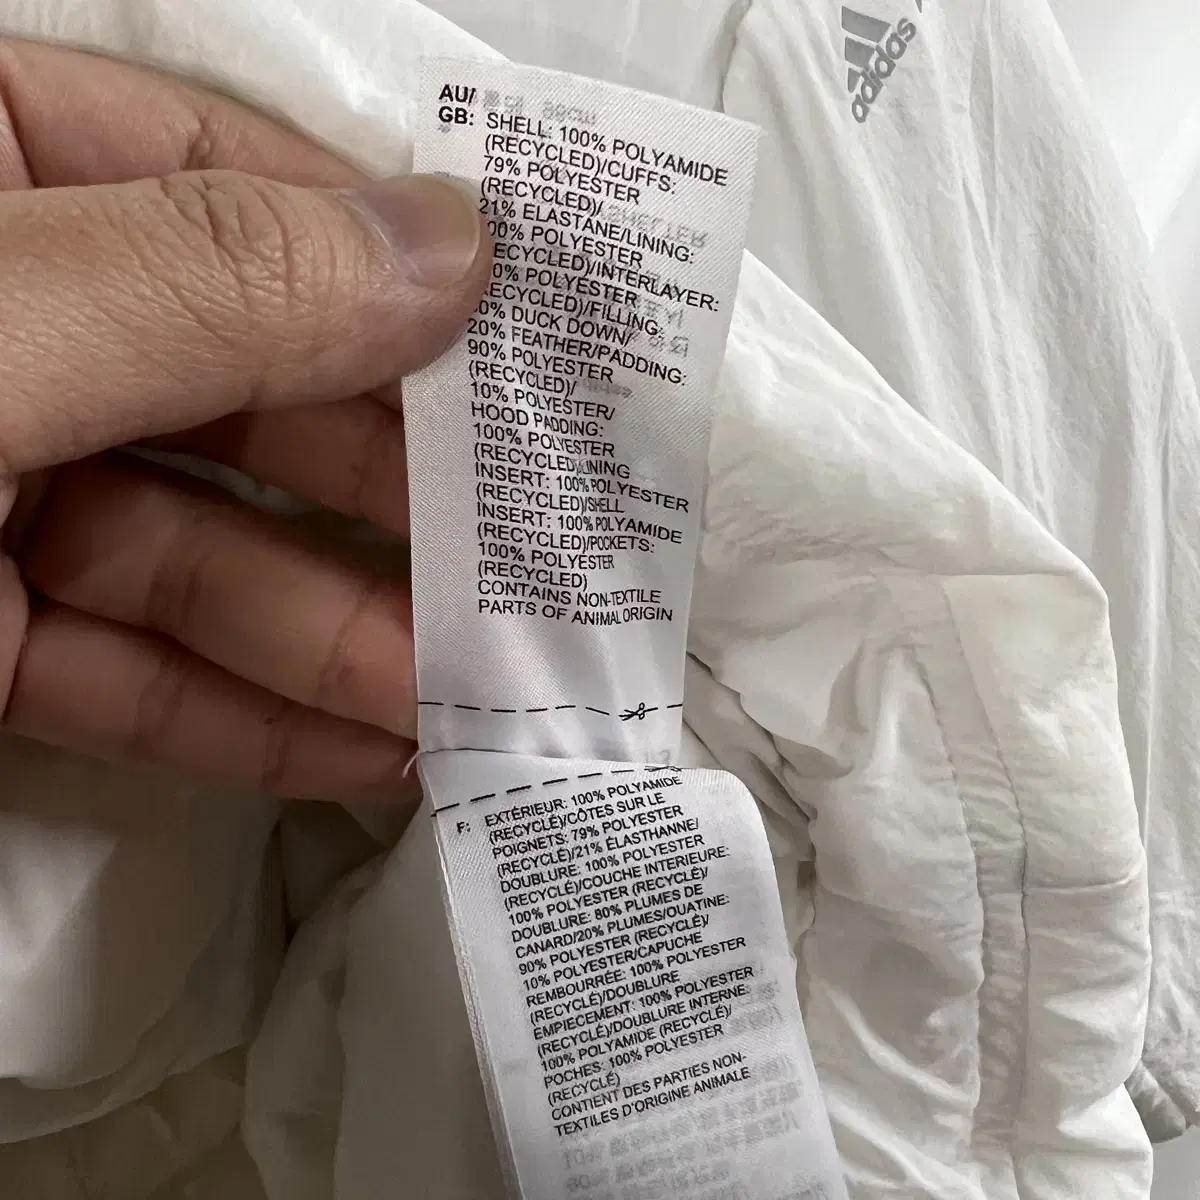 adidas
AU/
GB: SHELL: 100% POLYAMIDE
(RECYCLED)/CUFFS:
79% POLYESTER
(RECYCLED)/
21% ELASTANE/LINING:
00% POLYESTER
ECYCLED)/INTERLAYER:
0% POLYESTER
ECYCLED)/FILLING:
0% DUCK DOWN/
20% FEATHER/PADDING:
90% POLYESTER
(RECYCLED)/
10% POLYESTER/
HOOD PADDING:
100% POLYESTER
(RECYCLED)/LINING
INSERT: 100% POLYESTER
(RECYCLED)/SHELL
INSERT: 100% POLYAMIDE
(RECYCLED)/POCKETS:
100% POLYESTER
(RECYCLED)
CONTAINS NON-TEXTILE
PARTS OF ANIMAL ORIGIN
F: EXTÉRIEUR: 100% POLYAMIDE
(RECYCLÉ)/CÔTES SUR LE
POIGNETS: 79% POLYESTER
(RECYCLÉ)/21% ÉLASTHANNE/
DOUBLURE: 100% POLYESTER
(RECYCLÉ)/COUCHE INTERIEURE:
100% POLYESTER (RECYCLÉ)/
DOUBLURE: 80% PLUMES DE
CANARD/20% PLUMES/OUATINE:
90% POLYESTER (RECYCLÉ)/
10% POLYESTER/CAPUCHE
REMBOURRÉE: 100% POLYESTER
(RECYCLÉ)/DOUBLURE
EMPIECEMENT: 100% POLYESTER
(RECYCLÉ)/DOUBLURE INTERNE:
100% POLYAMIDE (RECYCLÉ)/
POCHES: 100% POLYESTER
(RECYCLÉ)
CONTIENT DES PARTIES NON-
TEXTILES D'ORIGINE ANIMALE